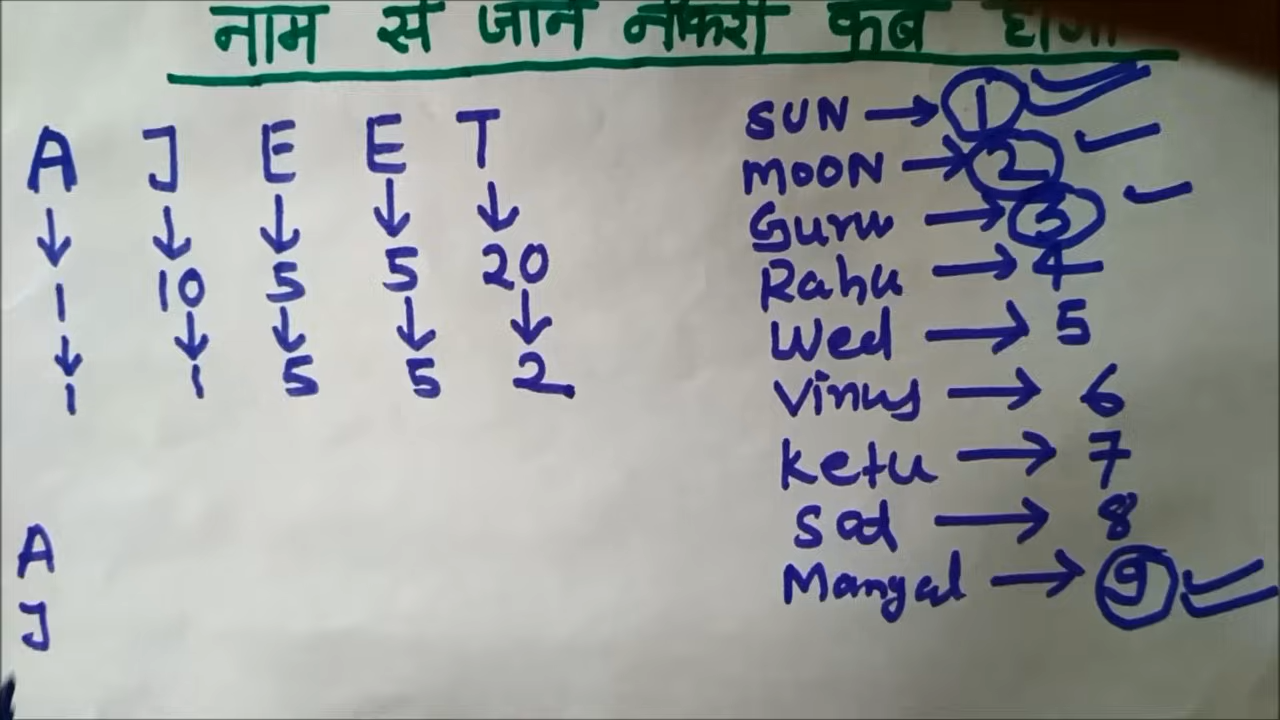 नाम से जाने नौकरी कब होगी
A J E E T
1 10 5 5 20
1 1 5 5 2
A
J
SUN → 1
MOON → 2
Guru → 3
Rahu → 4
Wed → 5
Vinus → 6
Ketu → 7
Sad → 8
Mangal → 9